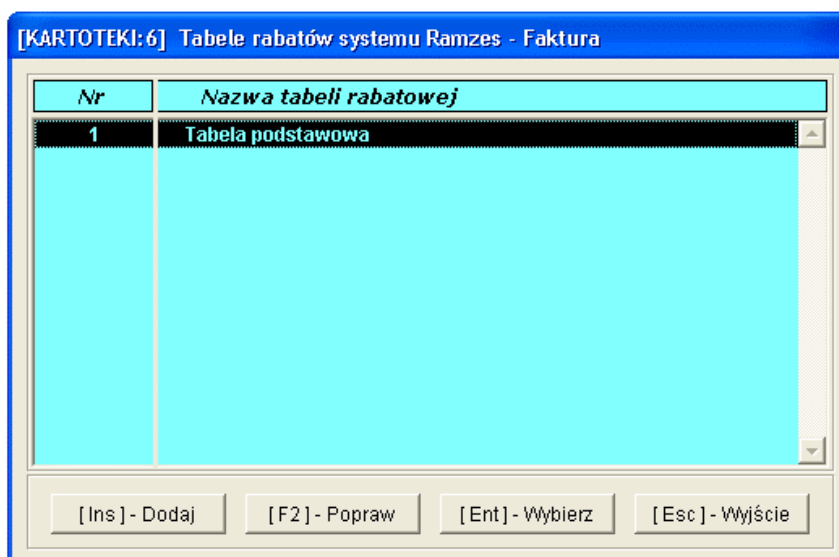 [KARTOTEKI:6] Tabele rabatów systemu Ramzes - Faktura
Nr Nazwa tabeli rabatowej
1 Tabela podstawowa
[ Ins ] - Dodaj [ F2 ] - Popraw [ Ent ] - Wybierz [ Esc ] - Wyjście